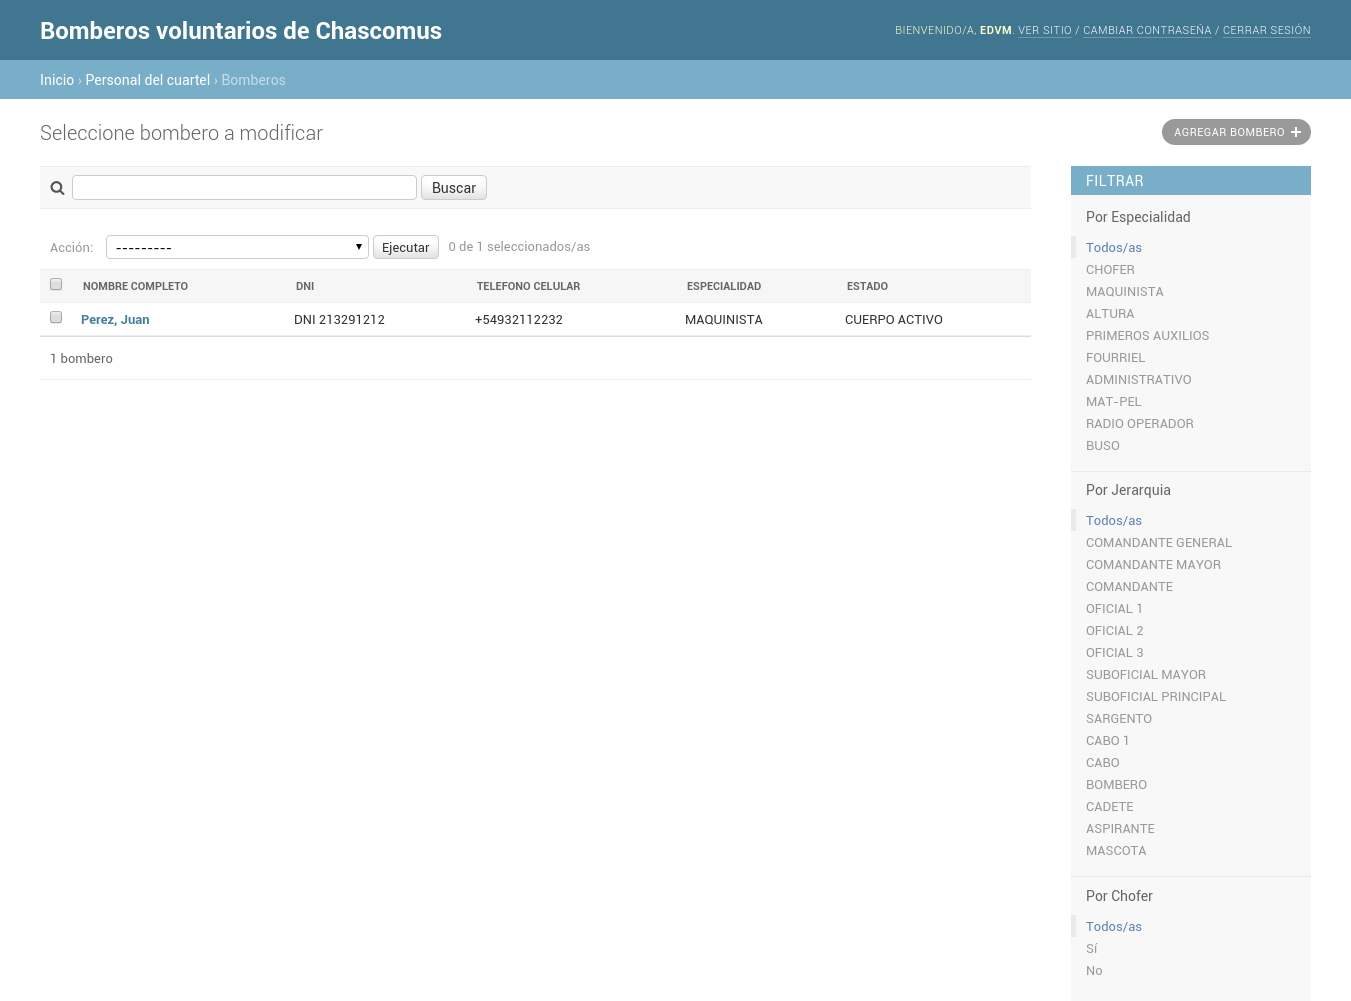 Bomberos voluntarios de Chascomus
BIENVENIDO/A, EDVM. VER SITIO / CAMBIAR CONTRASEÑA / CERRAR SESIÓN
Inicio › Personal del cuartel › Bomberos
Seleccione bombero a modificar
AGREGAR BOMBERO +
Buscar
Acción: --------- Ejecutar 0 de 1 seleccionados/as
NOMBRE COMPLETO DNI TELEFONO CELULAR ESPECIALIDAD ESTADO
Perez, Juan DNI 213291212 +54932112232 MAQUINISTA CUERPO ACTIVO
1 bombero
FILTRAR
Por Especialidad
Todos/as
CHOFER
MAQUINISTA
ALTURA
PRIMEROS AUXILIOS
FOURRIEL
ADMINISTRATIVO
MAT-PEL
RADIO OPERADOR
BUSO
Por Jerarquia
Todos/as
COMANDANTE GENERAL
COMANDANTE MAYOR
COMANDANTE
OFICIAL 1
OFICIAL 2
OFICIAL 3
SUBOFICIAL MAYOR
SUBOFICIAL PRINCIPAL
SARGENTO
CABO 1
CABO
BOMBERO
CADETE
ASPIRANTE
MASCOTA
Por Chofer
Todos/as
Sí
No